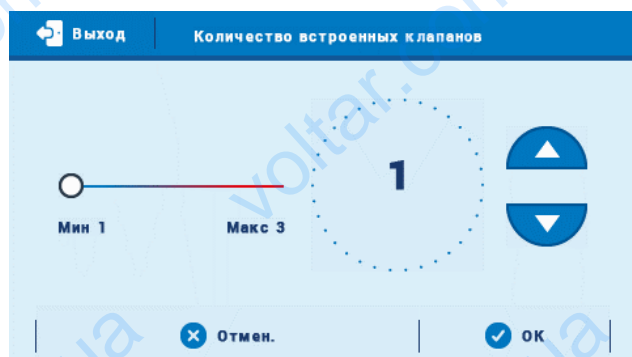 Выход
Количество встроенных клапанов
1
Мин 1
Макс 3
Отмен.
OK
voltar.com.ua